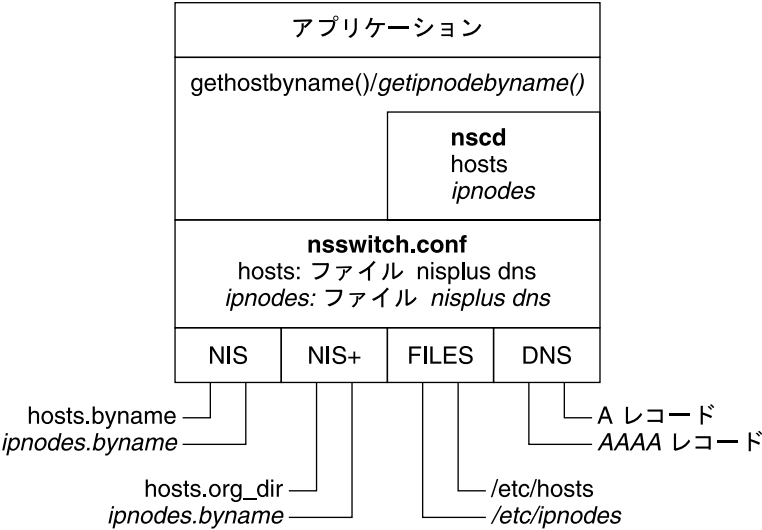 アプリケーション
gethostbyname()/getipnodebyname()
nscd
hosts
ipnodes
nsswitch.conf
hosts: ファイル nisplus dns
ipnodes: ファイル nisplus dns
NIS
NIS+
FILES
DNS
hosts.byname
ipnodes.byname
A レコード
AAAA レコード
hosts.org_dir
ipnodes.byname
/etc/hosts
/etc/ipnodes